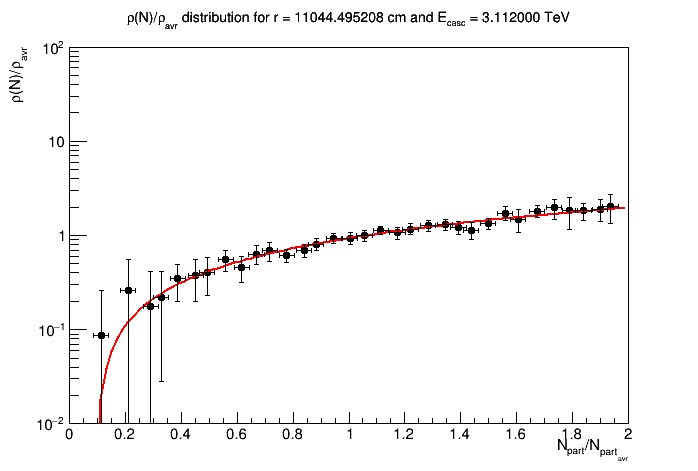 ρ(N)/ρavr distribution for r = 11044.495208 cm and Ecasc = 3.112000 TeV
ρ(N)/ρavr
10²
10
1
10⁻¹
10⁻²
0 0.2 0.4 0.6 0.8 1 1.2 1.4 1.6 1.8 2
Npart/Npartavr